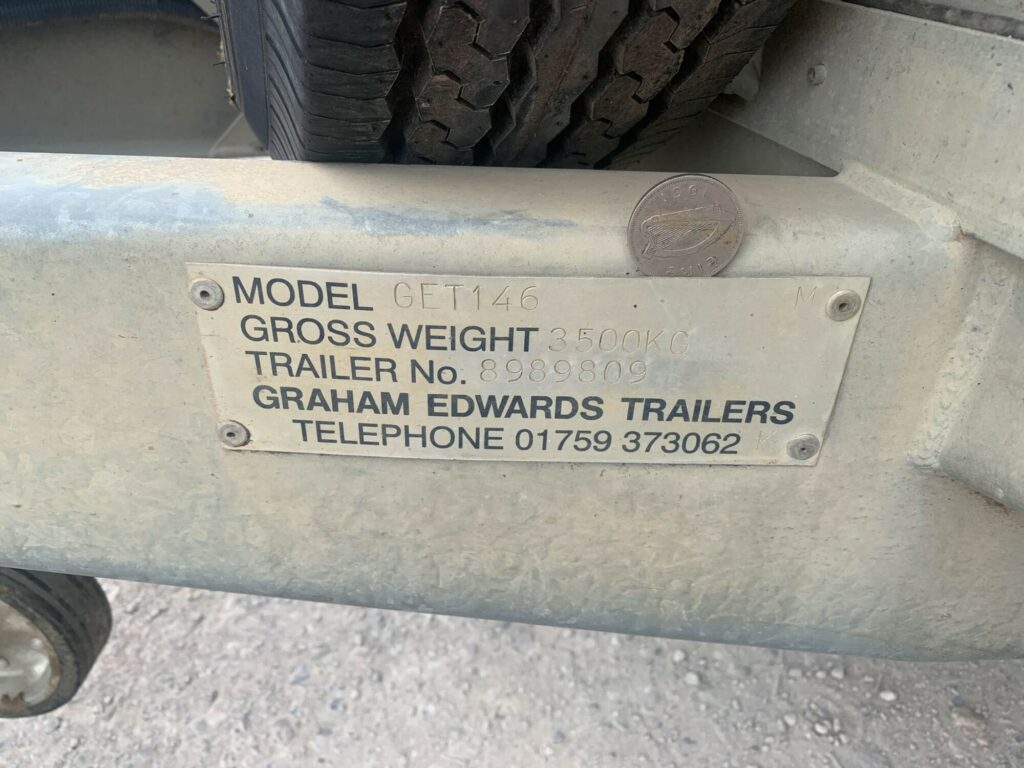 MODEL GET146 M
GROSS WEIGHT 3500KG
TRAILER No. 8989809
GRAHAM EDWARDS TRAILERS
TELEPHONE 01759 373062